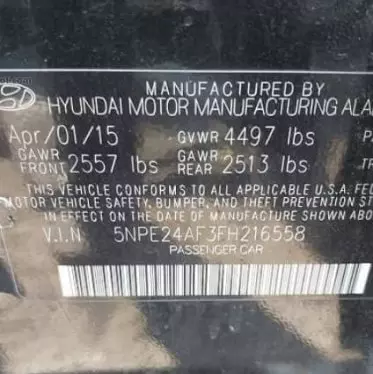 MANUFACTURED BY
HYUNDAI MOTOR MANUFACTURING ALA
Apr/01/15 GVWR 4497 lbs
GAWR FRONT 2557 lbs GAWR REAR 2513 lbs
THIS VEHICLE CONFORMS TO ALL APPLICABLE U.S.A. FEDE
MOTOR VEHICLE SAFETY, BUMPER, AND THEFT PREVENTION ST
IN EFFECT ON THE DATE OF MANUFACTURE SHOWN ABOV
V.I.N 5NPE24AF3FH216558
PASSENGER CAR